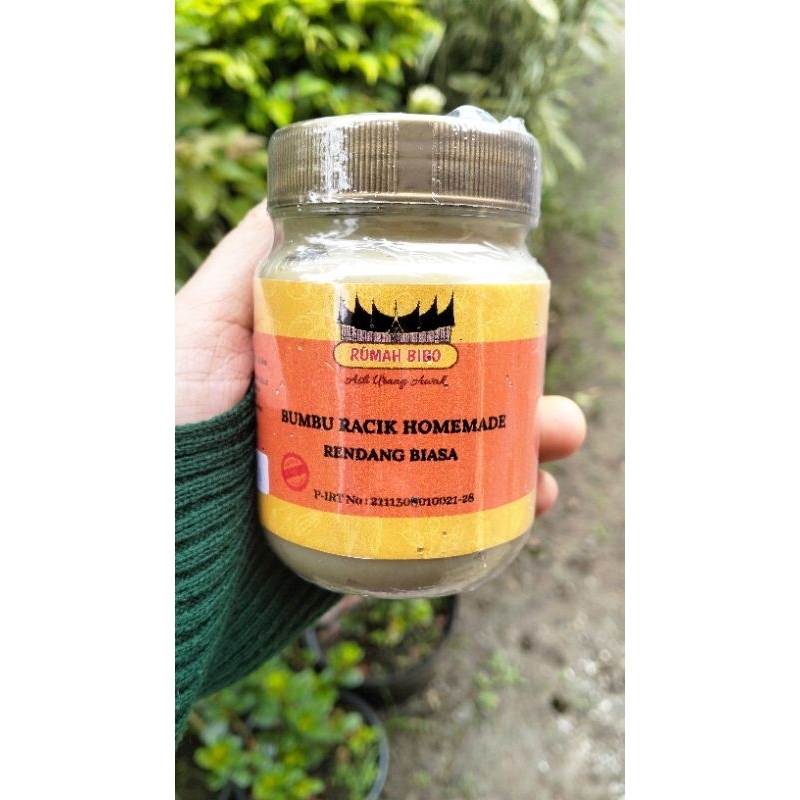 RUMAH BIBO
Asli Urang Awak
BUMBU RACIK HOMEMADE
RENDANG BIASA
P-IRT No : 2111308010021-28